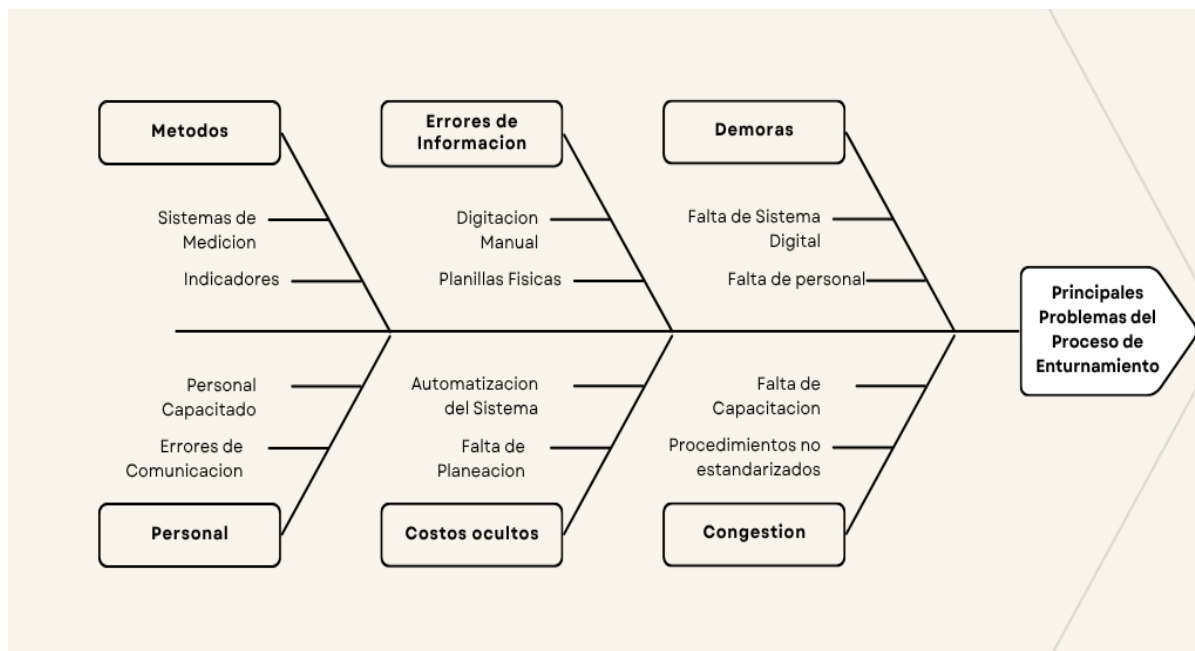 Metodos
Errores de
Informacion
Demoras
Sistemas de
Medicion
Indicadores
Digitacion
Manual
Planillas Fisicas
Falta de Sistema
Digital
Falta de personal
Principales
Problemas del
Proceso de
Enturnamiento
Personal
Capacitado
Errores de
Comunicacion
Automatizacion
del Sistema
Falta de
Planeacion
Falta de
Capacitacion
Procedimientos no
estandarizados
Personal
Costos ocultos
Congestion